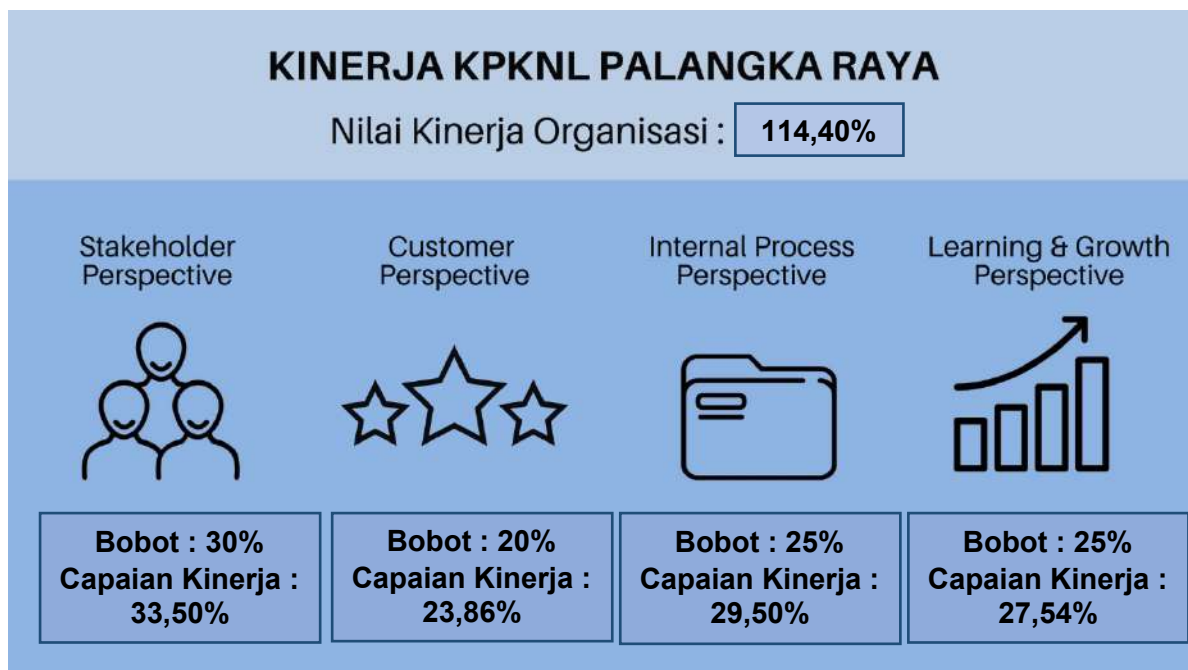 KINERJA KPKNL PALANGKA RAYA
Nilai Kinerja Organisasi : 114,40%
Stakeholder
Perspective
Customer
Perspective
Internal Process
Perspective
Learning & Growth
Perspective
Bobot : 30%
Capaian Kinerja :
33,50%
Bobot : 20%
Capaian Kinerja :
23,86%
Bobot : 25%
Capaian Kinerja :
29,50%
Bobot : 25%
Capaian Kinerja :
27,54%